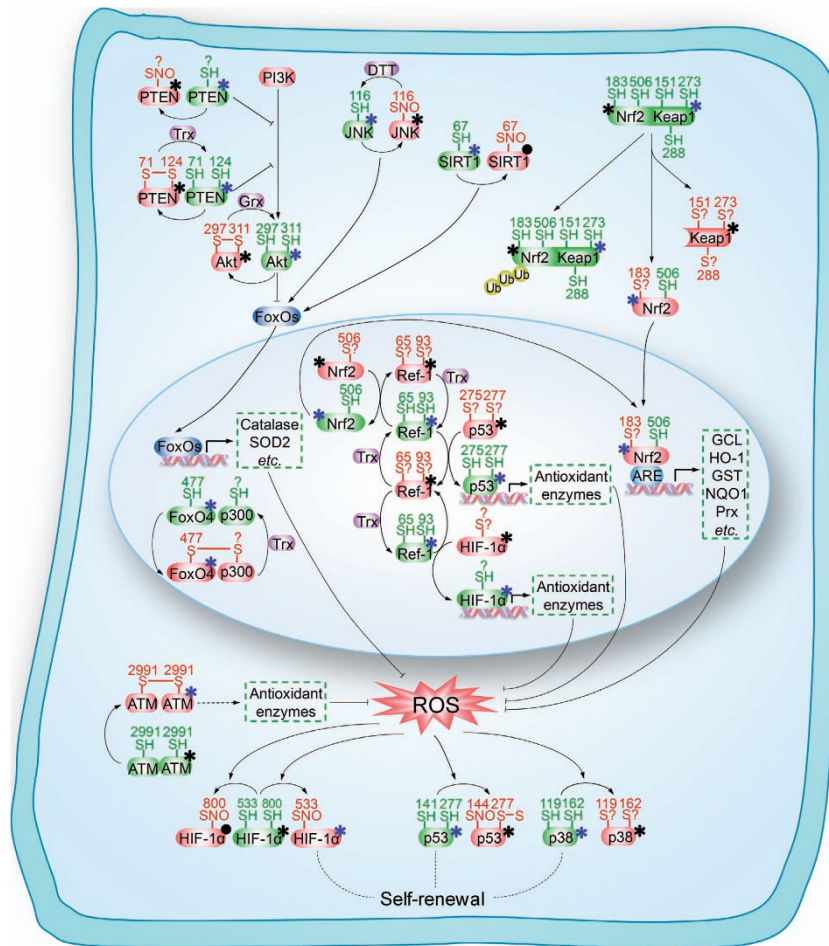 ?
SNO
PTEN*
?
SH
PTEN*
PI3K
Trx
71 124
S–S
PTEN*
71 124
SH SH
PTEN*
Grx
297 311
S–S
Akt*
297 311
SH SH
Akt*
FoxOs
DTT
116
SH
JNK*
116
SNO
JNK*
67
SH
SIRT1*
67
SNO
SIRT1
183 506 151 273
SH SH SH SH
*Nrf2 Keap1*
SH
288
183 506 151 273
SH SH SH SH
*Nrf2 Keap1*
SH
288
Ub Ub Ub
151 273
S? S?
Keap1*
S?
288
183 506
S? SH
*Nrf2
FoxOs
Catalase
SOD2
etc.
477
SH
FoxO4*
?
SH
p300
Trx
477 ?
S S
FoxO4* p300
506
S?
*Nrf2
506
SH
*Nrf2
65 93
S? S?
Ref-1*
Trx
65 93
SH SH
Ref-1*
Trx
65 93
S? S?
Ref-1*
Trx
65 93
SH SH
Ref-1*
275 277
S? S?
p53*
275 277
SH SH
p53*
Antioxidant
enzymes
?
S?
HIF-1α*
?
SH
HIF-1α*
Antioxidant
enzymes
183 506
S? SH
*Nrf2
ARE
GCL
HO-1
GST
NQO1
Prx
etc.
2991 2991
S–S
ATM ATM*
2991 2991
SH SH
ATM ATM*
Antioxidant
enzymes
ROS
800
SNO
HIF-1α
533 800
SH SH
HIF-1α*
533
SNO
HIF-1α*
141 277
SH SH
p53*
144 277
SNO S–S
p53*
119 162
SH SH
p38*
119 162
S? S?
p38*
Self-renewal